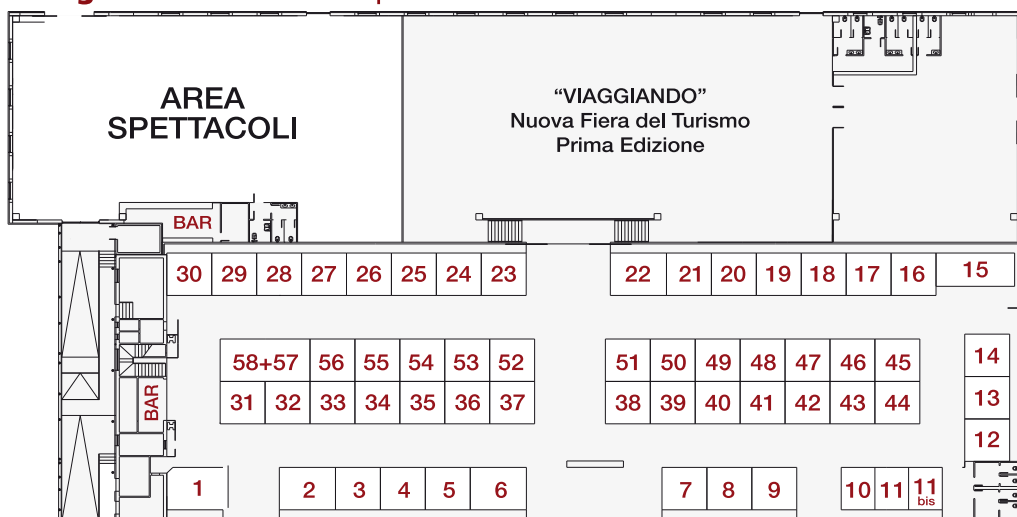 AREA
SPETTACOLI
“VIAGGIANDO”
Nuova Fiera del Turismo
Prima Edizione
BAR
30 29 28 27 26 25 24 23 22 21 20 19 18 17 16 15
58+57 56 55 54 53 52 51 50 49 48 47 46 45 14
31 32 33 34 35 36 37 38 39 40 41 42 43 44 13
BAR
12
1 2 3 4 5 6 7 8 9 10 11 11
bis